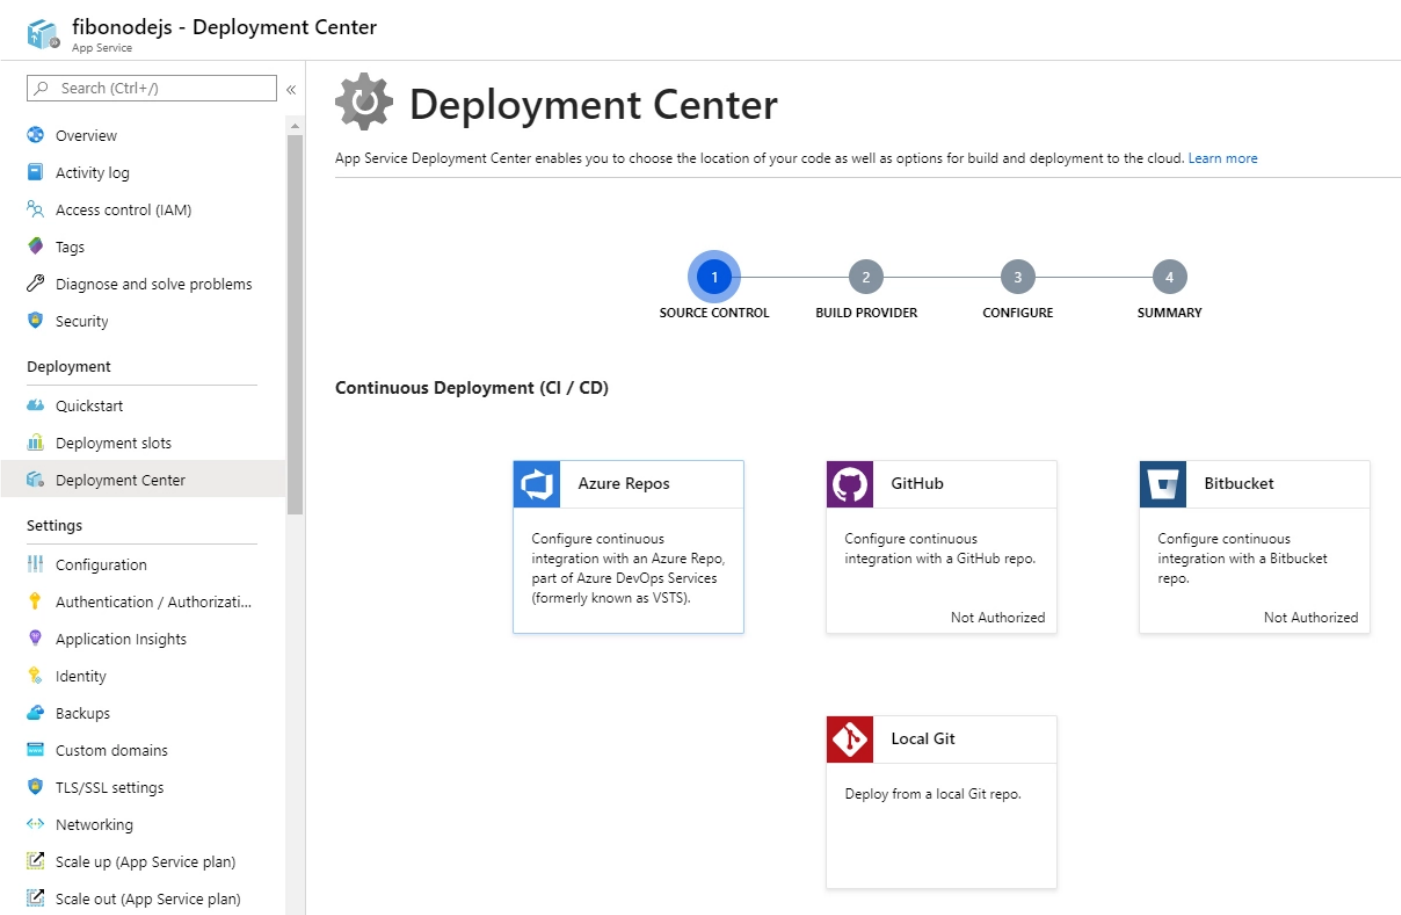 fibonodejs - Deployment Center
App Service
Search (Ctrl+/)
«
Overview
Activity log
Access control (IAM)
Tags
Diagnose and solve problems
Security
Deployment
Quickstart
Deployment slots
Deployment Center
Settings
Configuration
Authentication / Authorizati...
Application Insights
Identity
Backups
Custom domains
TLS/SSL settings
Networking
Scale up (App Service plan)
Scale out (App Service plan)
Deployment Center
App Service Deployment Center enables you to choose the location of your code as well as options for build and deployment to the cloud. Learn more
1 2 3 4
SOURCE CONTROL BUILD PROVIDER CONFIGURE SUMMARY
Continuous Deployment (CI / CD)
Azure Repos
Configure continuous
integration with an Azure Repo,
part of Azure DevOps Services
(formerly known as VSTS).
GitHub
Configure continuous
integration with a GitHub repo.
Not Authorized
Bitbucket
Configure continuous
integration with a Bitbucket
repo.
Not Authorized
Local Git
Deploy from a local Git repo.